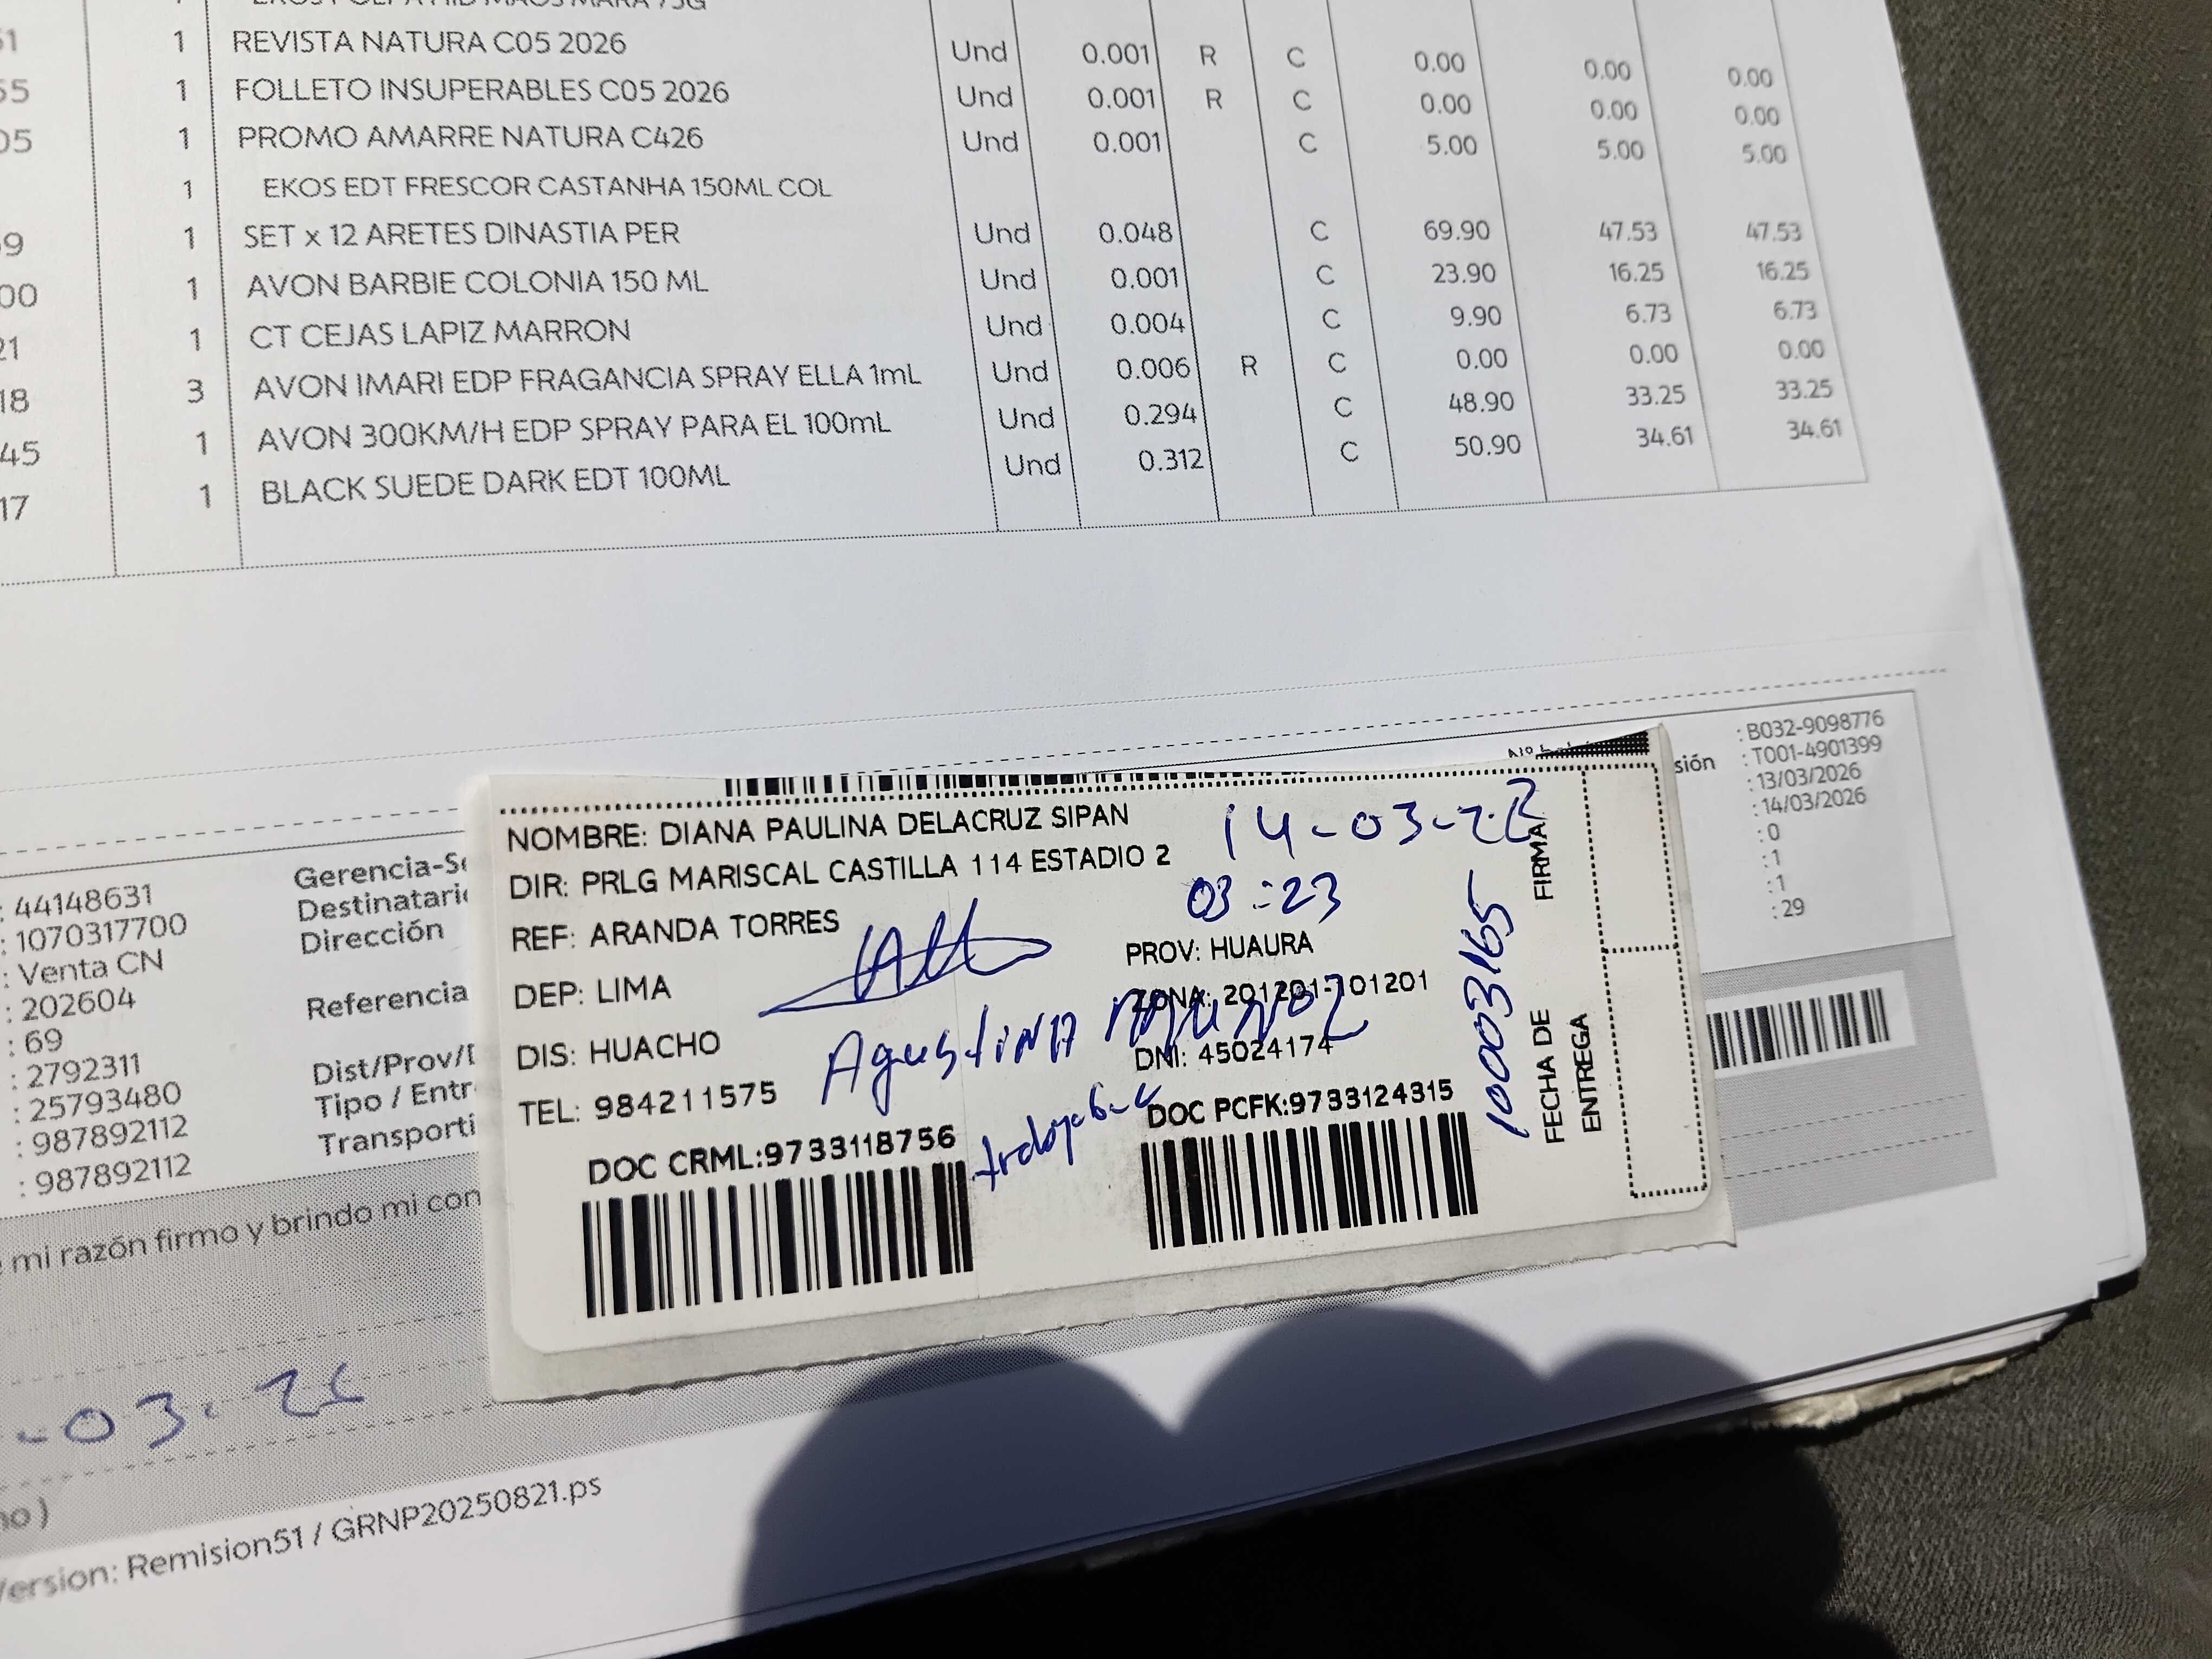 1 REVISTA NATURA C05 2026 Und 0.001 R C 0.00 0.00 0.00
1 FOLLETO INSUPERABLES C05 2026 Und 0.001 R C 0.00 0.00 0.00
1 PROMO AMARRE NATURA C426 Und 0.001 C 5.00 5.00 5.00
1 EKOS EDT FRESCOR CASTANHA 150ML COL
1 SET x 12 ARETES DINASTIA PER Und 0.048 C 69.90 47.53 47.53
1 AVON BARBIE COLONIA 150 ML Und 0.001 C 23.90 16.25 16.25
1 CT CEJAS LAPIZ MARRON Und 0.004 C 9.90 6.73 6.73
3 AVON IMARI EDP FRAGANCIA SPRAY ELLA 1mL Und 0.006 R C 0.00 0.00 0.00
1 AVON 300KM/H EDP SPRAY PARA EL 100mL Und 0.294 C 48.90 33.25 33.25
1 BLACK SUEDE DARK EDT 100ML Und 0.312 C 50.90 34.61 34.61
: B032-9098776
sión : T001-4901399
: 13/03/2026
: 14/03/2026
: 0
: 1
: 1
: 29
: 44148631
: 1070317700
: Venta CN
: 202604
: 69
: 2792311
: 25793480
: 987892112
: 987892112
Gerencia-S
Destinatari
Dirección
Referencia
Dist/Prov/
Tipo / Entr
Transporti
NOMBRE: DIANA PAULINA DELACRUZ SIPAN
14-03-
DIR: PRLG MARISCAL CASTILLA 114 ESTADIO 2
03:23
REF: ARANDA TORRES
PROV: HUAURA
DEP: LIMA
ZONA: 201201-101201
DIS: HUACHO
Agustina
DNI: 45024174
TEL: 984211575
DOC CRML:9733118756
DOC PCFK:9733124315
10003165
FIRMA
FECHA DE
ENTREGA
mi razón firmo y brindo mi con
-03-
ersion: Remision51 / GRNP20250821.ps